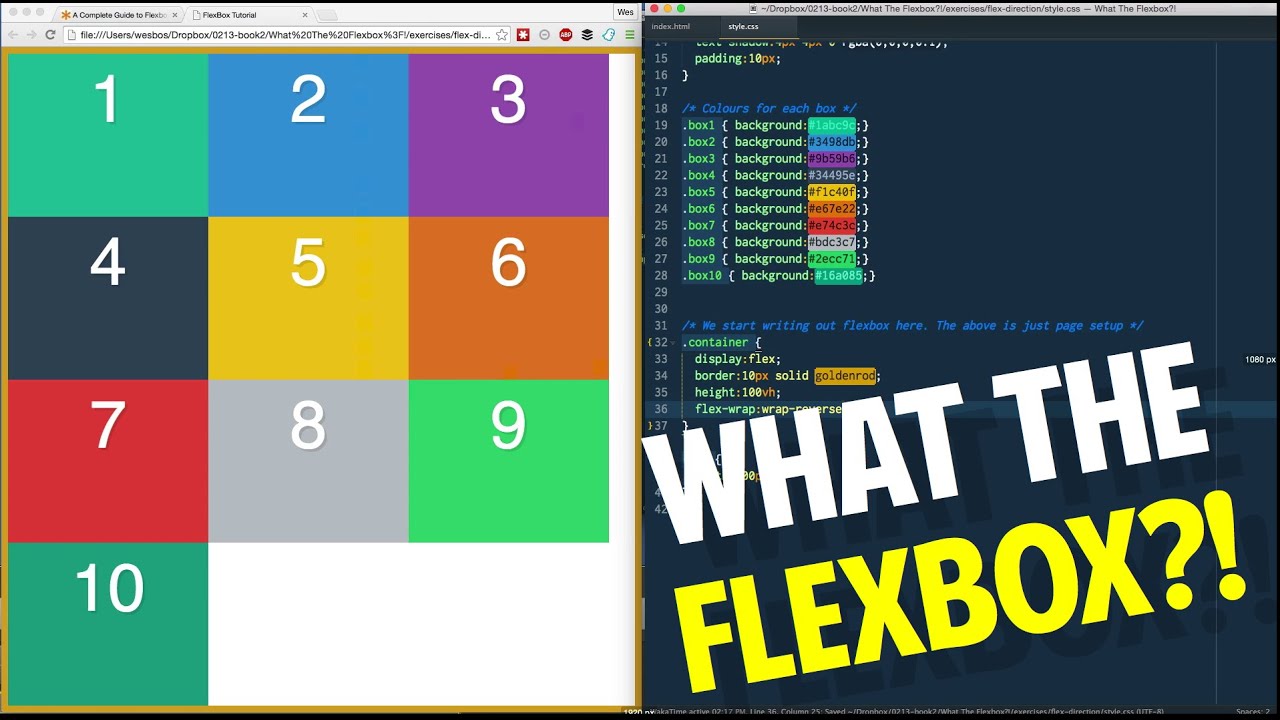 A Complete Guide to Flexbo
FlexBox Tutorial
Wes
file:///Users/wesbos/Dropbox/0213-book2/What%20The%20Flexbox%3F!/exercises/flex-di...
1
2
3
4
5
6
7
8
9
10
1920 px
~/Dropbox/0213-book2/What The Flexbox?!/exercises/flex-direction/style.css — What The Flexbox?!
index.html
style.css
14 text-shadow:4px 4px 0 rgba(0,0,0,0.1);
15 padding:10px;
16 }
17
18 /* Colours for each box */
19 .box1 { background:#1abc9c;}
20 .box2 { background:#3498db;}
21 .box3 { background:#9b59b6;}
22 .box4 { background:#34495e;}
23 .box5 { background:#f1c40f;}
24 .box6 { background:#e67e22;}
25 .box7 { background:#e74c3c;}
26 .box8 { background:#bdc3c7;}
27 .box9 { background:#2ecc71;}
28 .box10 { background:#16a085;}
29
30
31 /* We start writing out flexbox here. The above is just page setup */
32 .container {
33 display:flex;
34 border:10px solid goldenrod;
35 height:100vh;
36 flex-wrap:wrap-reverse
37 }
{
42
1080 px
WHAT THE
FLEXBOX?!
WakaTime active 02:17 PM, Line 36, Column 25; Saved ~/Dropbox/0213-book2/What The Flexbox?!/exercises/flex-direction/style.css (UTF-8)
Spaces: 2